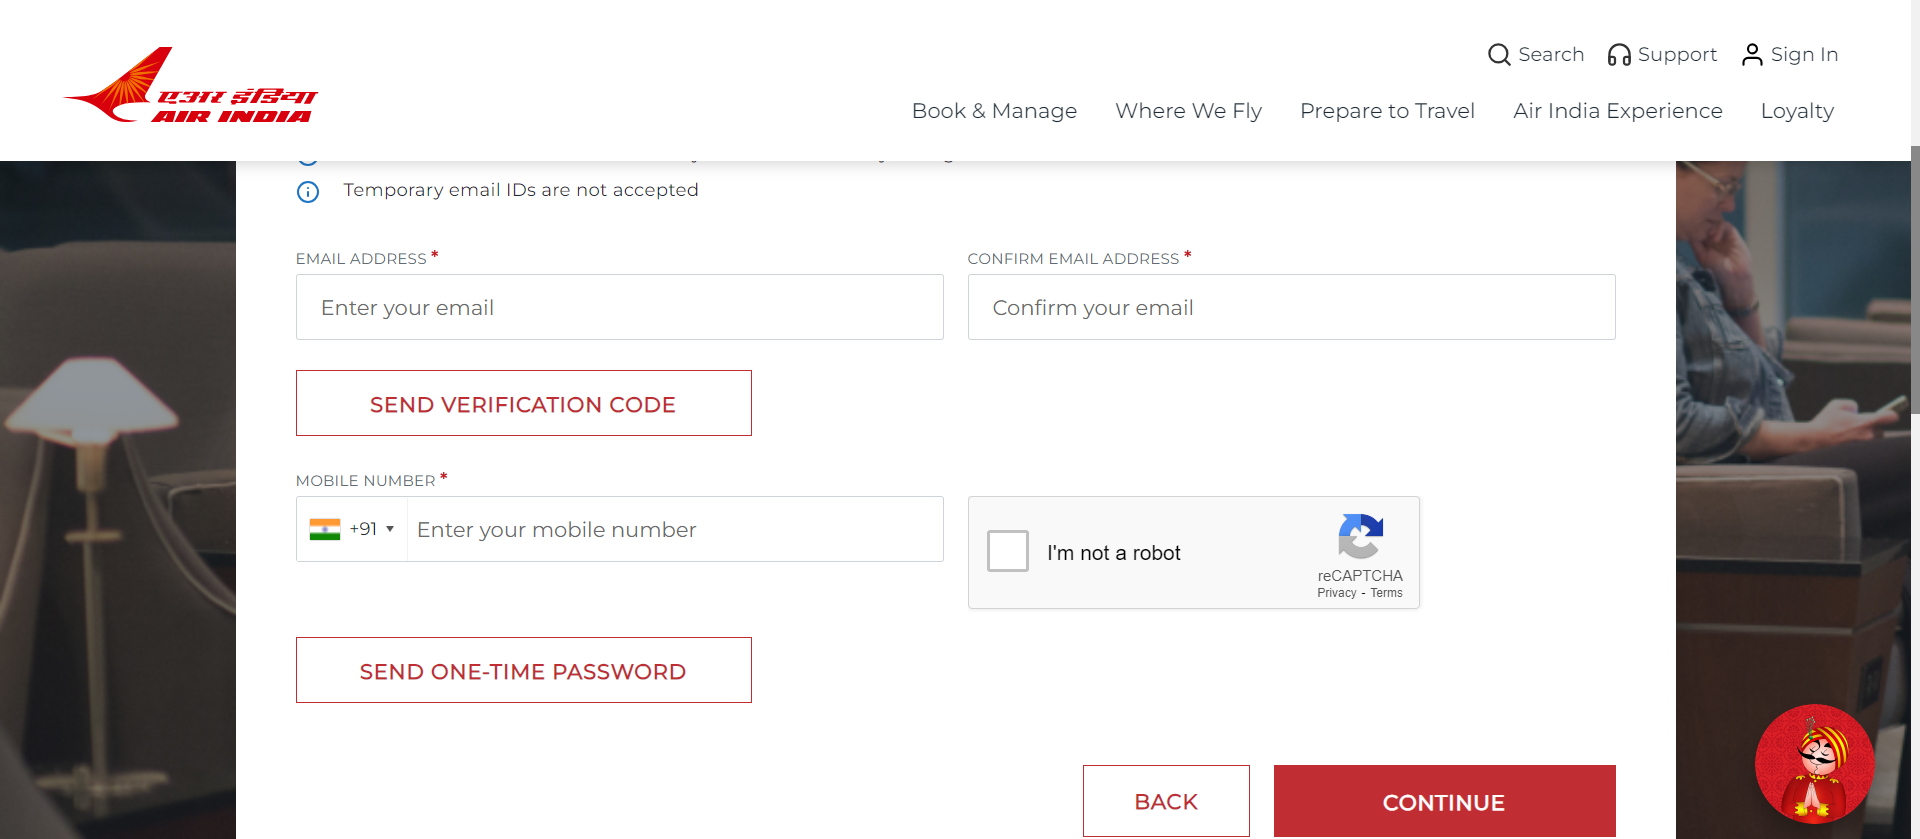 Search
Support
Sign In
एअर इंडिया
AIR INDIA
Book & Manage
Where We Fly
Prepare to Travel
Air India Experience
Loyalty
Temporary email IDs are not accepted
EMAIL ADDRESS *
CONFIRM EMAIL ADDRESS *
Enter your email
Confirm your email
SEND VERIFICATION CODE
MOBILE NUMBER *
+91
Enter your mobile number
I'm not a robot
reCAPTCHA
Privacy - Terms
SEND ONE-TIME PASSWORD
BACK
CONTINUE